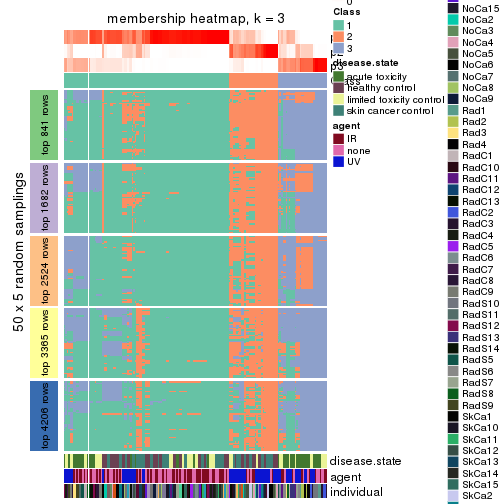 membership heatmap, k = 3
50 x 5 random samplings
top 841 rows
top 1682 rows
top 2524 rows
top 3365 rows
top 4206 rows
disease.state
agent
individual
Class
1
2
3
disease.state
acute toxicity
healthy control
limited toxicity control
skin cancer control
agent
IR
none
UV
NoCa15
NoCa2
NoCa3
NoCa4
NoCa5
NoCa6
NoCa7
NoCa8
NoCa9
Rad1
Rad2
Rad3
Rad4
RadC1
RadC10
RadC11
RadC12
RadC13
RadC2
RadC3
RadC4
RadC5
RadC6
RadC7
RadC8
RadC9
RadS10
RadS11
RadS12
RadS13
RadS14
RadS5
RadS6
RadS7
RadS8
RadS9
SkCa1
SkCa10
SkCa11
SkCa12
SkCa13
SkCa14
SkCa15
SkCa2